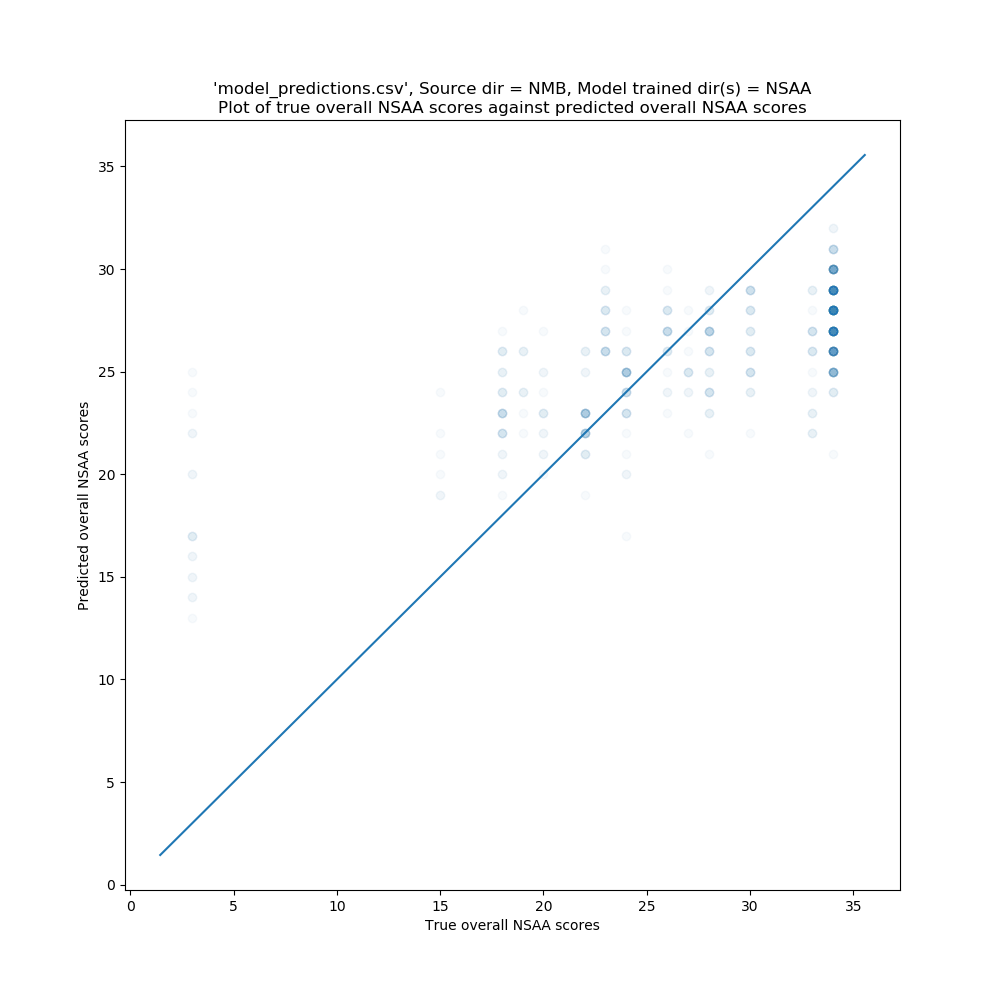 'model_predictions.csv', Source dir = NMB, Model trained dir(s) = NSAA
Plot of true overall NSAA scores against predicted overall NSAA scores
35
30
25
20
15
10
5
0
Predicted overall NSAA scores
0 5 10 15 20 25 30 35
True overall NSAA scores